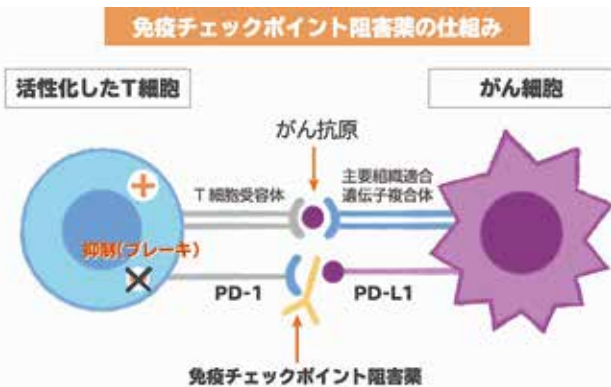 免疫チェックポイント阻害薬の仕組み
活性化したT細胞
がん細胞
がん抗原
T細胞受容体
主要組織適合
遺伝子複合体
抑制(ブレーキ)
PD-1
PD-L1
免疫チェックポイント阻害薬